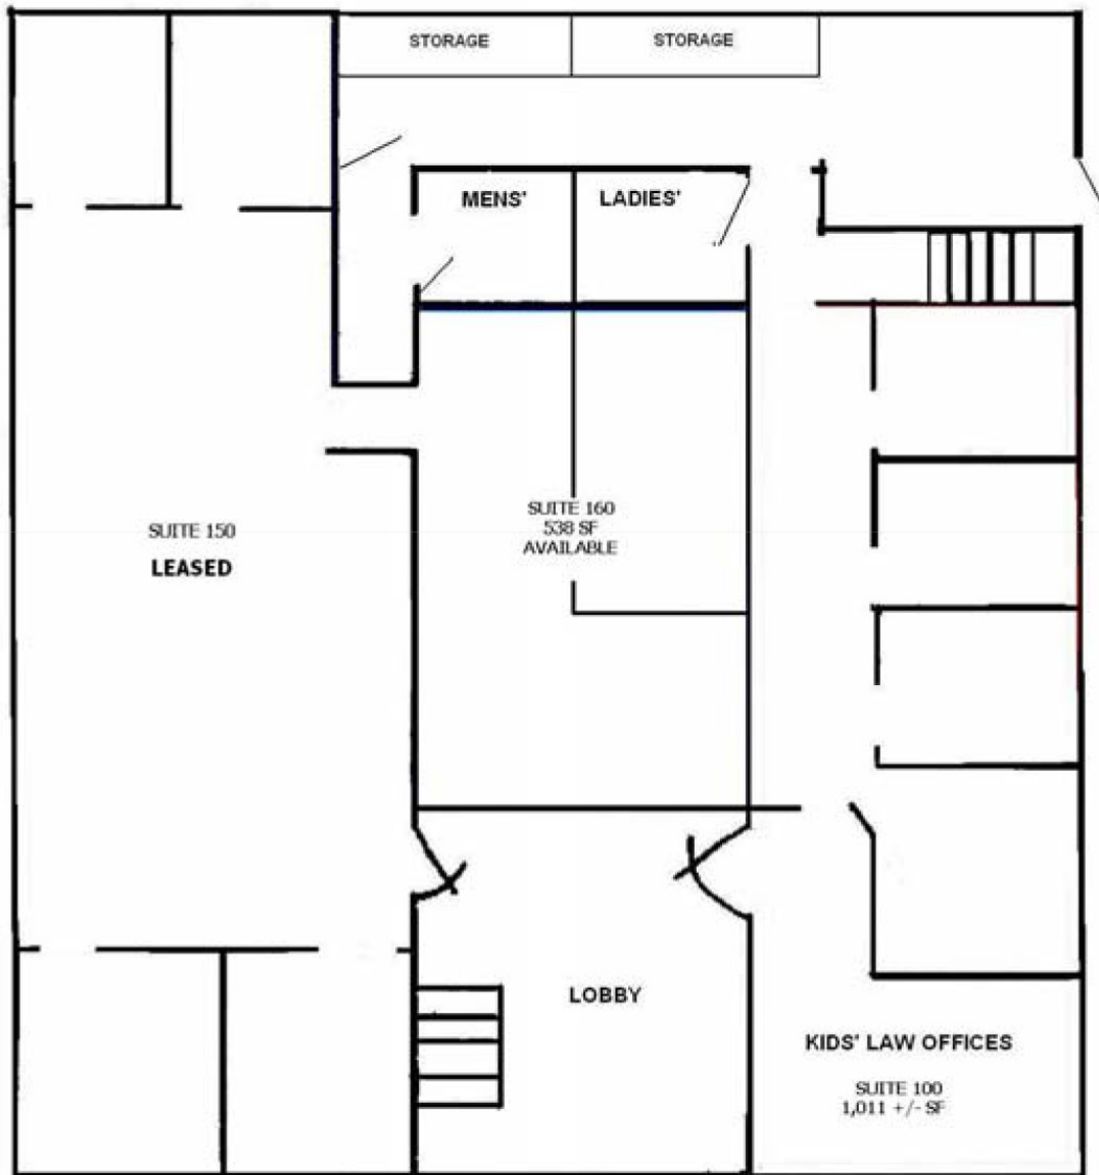 STORAGE
STORAGE
MENS'
LADIES'
SUITE 160
538 SF
AVAILABLE
SUITE 150
LEASED
LOBBY
KIDS' LAW OFFICES
SUITE 100
1,011 +/- SF